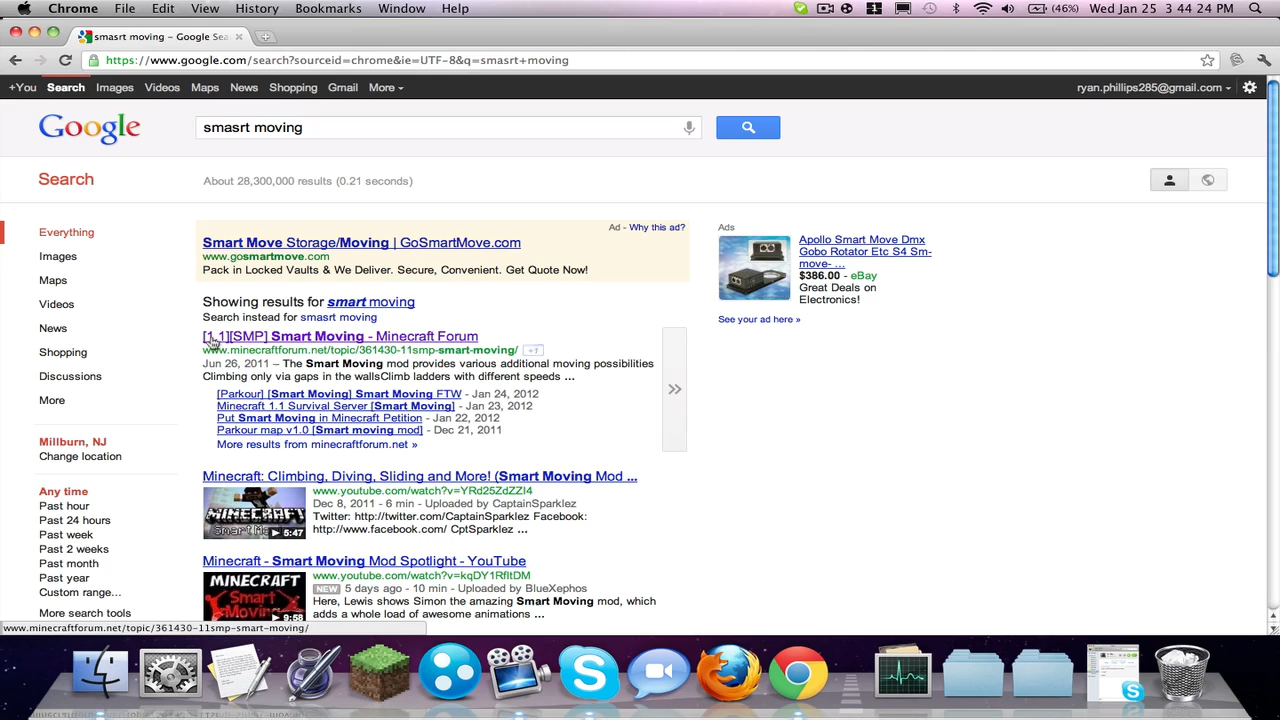 Chrome File Edit View History Bookmarks Window Help
1 (46%) Wed Jan 25 3:44:24 PM
smasrt moving – Google Sea
https://www.google.com/search?sourceid=chrome&ie=UTF-8&q=smasrt+moving
+You Search Images Videos Maps News Shopping Gmail More
ryan.phillips285@gmail.com
Google
smasrt moving
Search
About 28,300,000 results (0.21 seconds)
Everything
Images
Maps
Videos
News
Shopping
Discussions
More
Millburn, NJ
Change location
Any time
Past hour
Past 24 hours
Past week
Past 2 weeks
Past month
Past year
Custom range...
More search tools
Ad - Why this ad?
Smart Move Storage/Moving | GoSmartMove.com
www.gosmartmove.com
Pack in Locked Vaults & We Deliver. Secure, Convenient. Get Quote Now!
Showing results for smart moving
Search instead for smasrt moving
[1.1][SMP] Smart Moving - Minecraft Forum
www.minecraftforum.net/topic/361430-11smp-smart-moving/ +1
Jun 26, 2011 – The Smart Moving mod provides various additional moving possibilities
Climbing only via gaps in the wallsClimb ladders with different speeds ...
[Parkour] [Smart Moving] Smart Moving FTW - Jan 24, 2012
Minecraft 1.1 Survival Server [Smart Moving] - Jan 23, 2012
Put Smart Moving in Minecraft Petition - Jan 22, 2012
Parkour map v1.0 [Smart moving mod] - Dec 21, 2011
More results from minecraftforum.net »
Minecraft: Climbing, Diving, Sliding and More! (Smart Moving Mod ...
www.youtube.com/watch?v=YRd25ZdZZI4
Dec 8, 2011 - 6 min - Uploaded by CaptainSparklez
Twitter: http://twitter.com/CaptainSparklez Facebook:
http://www.facebook.com/ CptSparklez ...
MINECRAFT
5:47
Minecraft - Smart Moving Mod Spotlight - YouTube
www.youtube.com/watch?v=kqDY1RfltDM
NEW 5 days ago - 10 min - Uploaded by BlueXephos
Here, Lewis shows Simon the amazing Smart Moving mod, which
adds a whole load of awesome animations ...
MINECRAFT
Smart
Moving
9:58
Ads
Apollo Smart Move Dmx
Gobo Rotator Etc S4 Sm-
move- ...
$386.00 - eBay
Great Deals on
Electronics!
See your ad here »
www.minecraftforum.net/topic/361430-11smp-smart-moving/